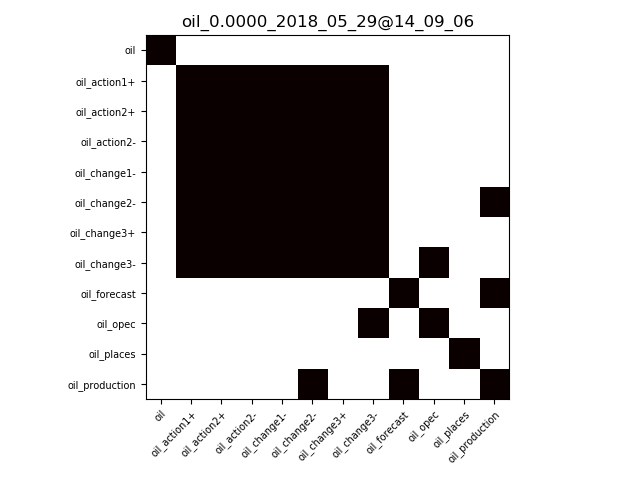 oil_0.0000_2018_05_29@14_09_06
oil
oil_action1+
oil_action2+
oil_action2-
oil_change1-
oil_change2-
oil_change3+
oil_change3-
oil_forecast
oil_opec
oil_places
oil_production
oil
oil_action1+
oil_action2+
oil_action2-
oil_change1-
oil_change2-
oil_change3+
oil_change3-
oil_forecast
oil_opec
oil_places
oil_production